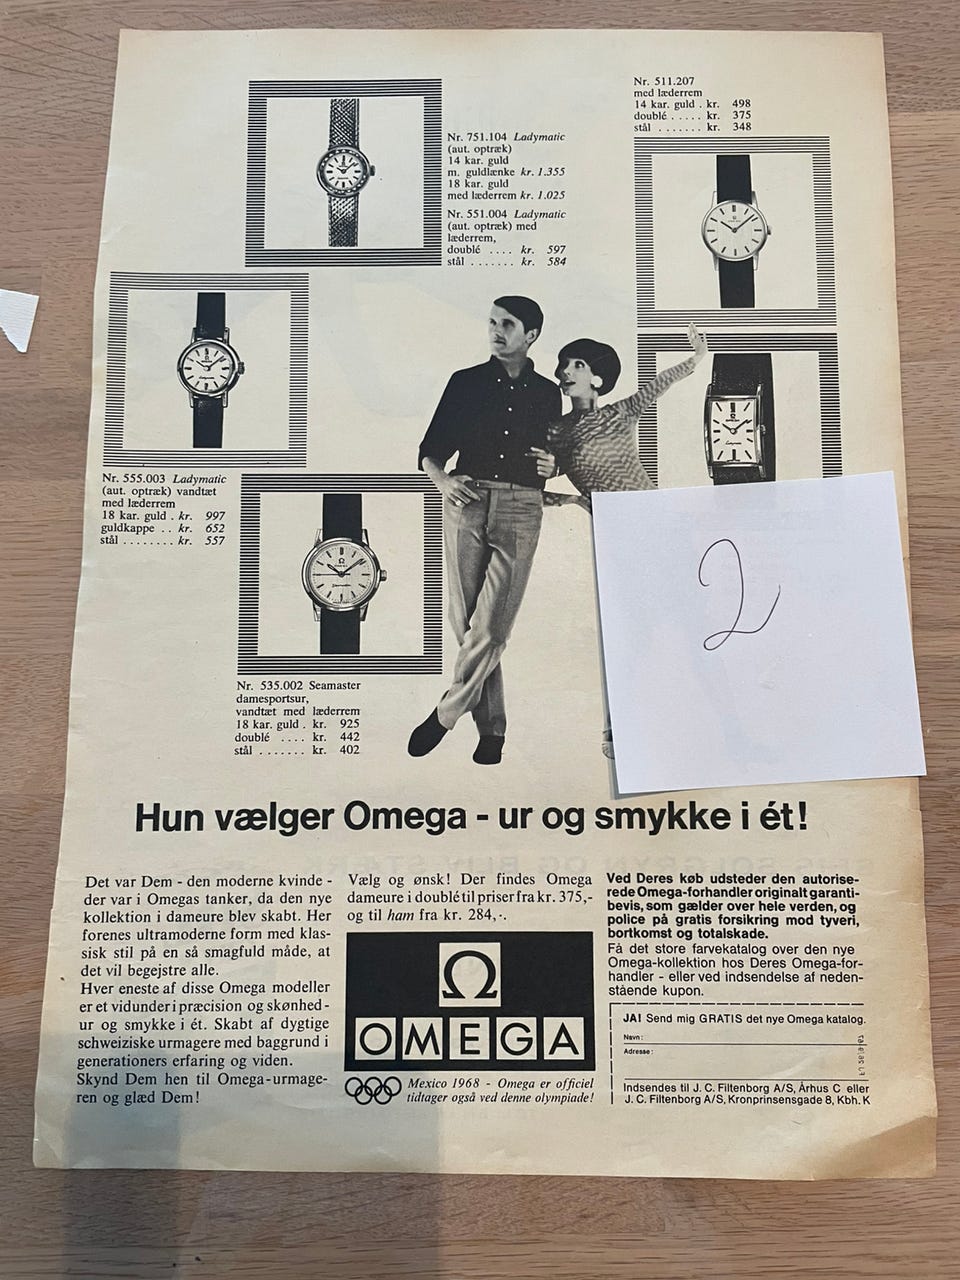 Nr. 511.207
med læderrem
14 kar. guld . kr. 498
doublé . . . . . kr. 375
stål . . . . . . . kr. 348
Nr. 751.104 Ladymatic
(aut. optræk)
14 kar. guld
m. guldlænke kr. 1.355
18 kar. guld
med læderrem kr. 1.025
Nr. 551.004 Ladymatic
(aut. optræk) med
læderrem,
doublé . . . . kr. 597
stål . . . . . . . kr. 584
Nr. 555.003 Ladymatic
(aut. optræk) vandtæt
med læderrem
18 kar. guld . kr. 997
guldkappe . . kr. 652
stål . . . . . . . . kr. 557
2
Nr. 535.002 Seamaster
damesportsur,
vandtæt med læderrem
18 kar. guld . kr. 925
doublé . . . . kr. 442
stål . . . . . . . kr. 402
Hun vælger Omega - ur og smykke i ét!
Det var Dem - den moderne kvinde -
der var i Omegas tanker, da den nye
kollektion i dameure blev skabt. Her
forenes ultramoderne form med klas-
sisk stil på en så smagfuld måde, at
det vil begejstre alle.
Hver eneste af disse Omega modeller
er et vidunder i præcision og skønhed -
ur og smykke i ét. Skabt af dygtige
schweiziske urmagere med baggrund i
generationers erfaring og viden.
Skynd Dem hen til Omega-urmage-
ren og glæd Dem!
Vælg og ønsk! Der findes Omega
dameure i doublé til priser fra kr. 375,-
og til ham fra kr. 284,-.
Ω
OMEGA
Mexico 1968 - Omega er officiel
tidtager også ved denne olympiade!
Ved Deres køb udsteder den autorise-
rede Omega-forhandler originalt garanti-
bevis, som gælder over hele verden, og
police på gratis forsikring mod tyveri,
bortkomst og totalskade.
Få det store farvekatalog over den nye
Omega-kollektion hos Deres Omega-for-
handler - eller ved indsendelse af neden-
stående kupon.
JA! Send mig GRATIS det nye Omega katalog.
Navn:
Adresse:
Indsendes til J. C. Filtenborg A/S, Århus C eller
J. C. Filtenborg A/S, Kronprinsensgade 8, Kbh. K